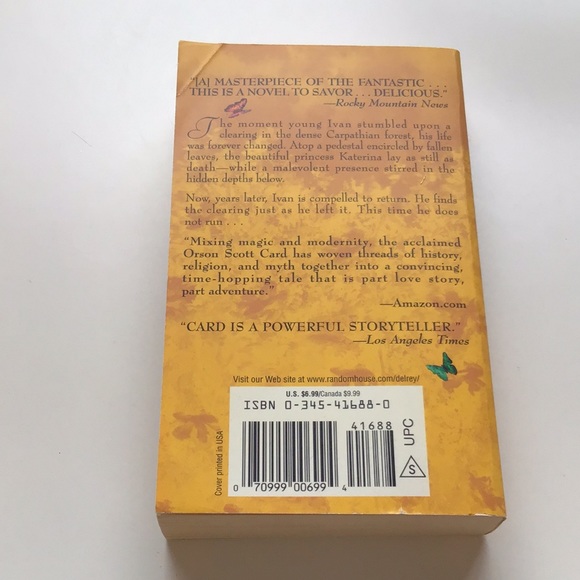 "[A] MASTERPIECE OF THE FANTASTIC . . .
THIS IS A NOVEL TO SAVOR . . . DELICIOUS."
—Rocky Mountain News
The moment young Ivan stumbled upon a
clearing in the dense Carpathian forest, his life
was forever changed. Atop a pedestal encircled by fallen
leaves, the beautiful princess Katerina lay as still as
death—while a malevolent presence stirred in the
hidden depths below.
Now, years later, Ivan is compelled to return. He finds
the clearing just as he left it. This time he does
not run . . .
"Mixing magic and modernity, the acclaimed
Orson Scott Card has woven threads of history,
religion, and myth together into a convincing,
time-hopping tale that is part love story,
part adventure."
—Amazon.com
"CARD IS A POWERFUL STORYTELLER."
—Los Angeles Times
Visit our Web site at www.randomhouse.com/delrey/
U.S. $6.99/Canada $9.99
ISBN 0-345-41688-0
41688
0 70999 00699 4
S
UPC
Cover printed in USA